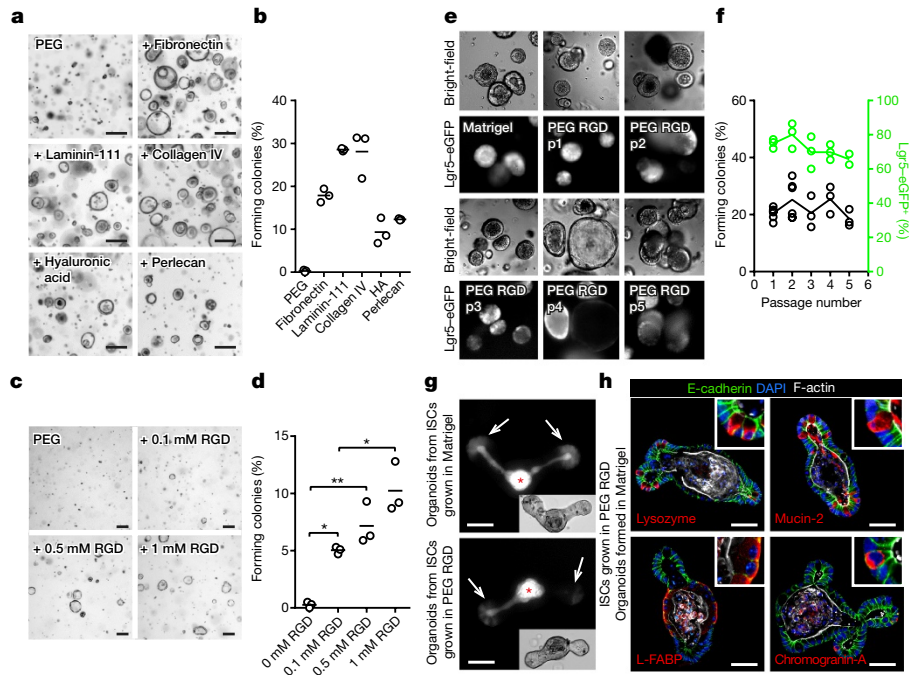 a
PEG
+ Fibronectin
+ Laminin-111
+ Collagen IV
+ Hyaluronic
acid
+ Perlecan
b
Forming colonies (%)
40
30
20
10
0
PEG
Fibronectin
Laminin-111
Collagen IV
HA
Perlecan
c
PEG
+ 0.1 mM RGD
+ 0.5 mM RGD
+ 1 mM RGD
d
Forming colonies (%)
15
10
5
0
*
**
*
0 mM RGD
0.1 mM RGD
0.5 mM RGD
1 mM RGD
e
Bright-field
Lgr5–eGFP
Matrigel
PEG RGD
p1
PEG RGD
p2
Bright-field
Lgr5–eGFP
PEG RGD
p3
PEG RGD
p4
PEG RGD
p5
f
Forming colonies (%)
60
40
20
0
100
80
60
40
20
0
Lgr5–eGFP+ (%)
0 1 2 3 4 5 6
Passage number
g
Organoids from ISCs
grown in Matrigel
*
Organoids from ISCs
grown in PEG RGD
*
h
E-cadherin DAPI F-actin
ISCs grown in PEG RGD
Organoids formed in Matrigel
Lysozyme
Mucin-2
L-FABP
Chromogranin-A